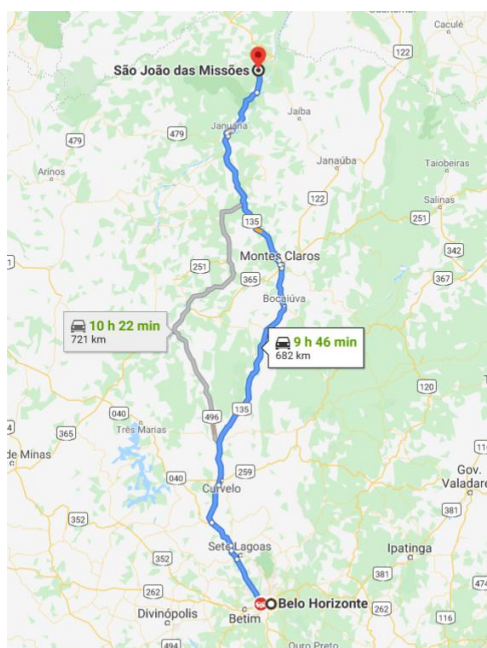 Caculé
122
São João das Missões
Jaíba
479
Januária
Janaúba
Taiobeiras
479
Arinos
122
Salinas
135
251
342
Montes Claros
251
365
367
Bocaiúva
10 h 22 min
721 km
9 h 46 min
682 km
120
135
040
496
Três Marias
365
116
de Minas
259
Gov.
Valadare
040
Curvelo
381
352
Sete Lagoas
Ipatinga
352
381
474
262
Belo Horizonte
262
Betim
Divinópolis
116
494
Ouro Preto